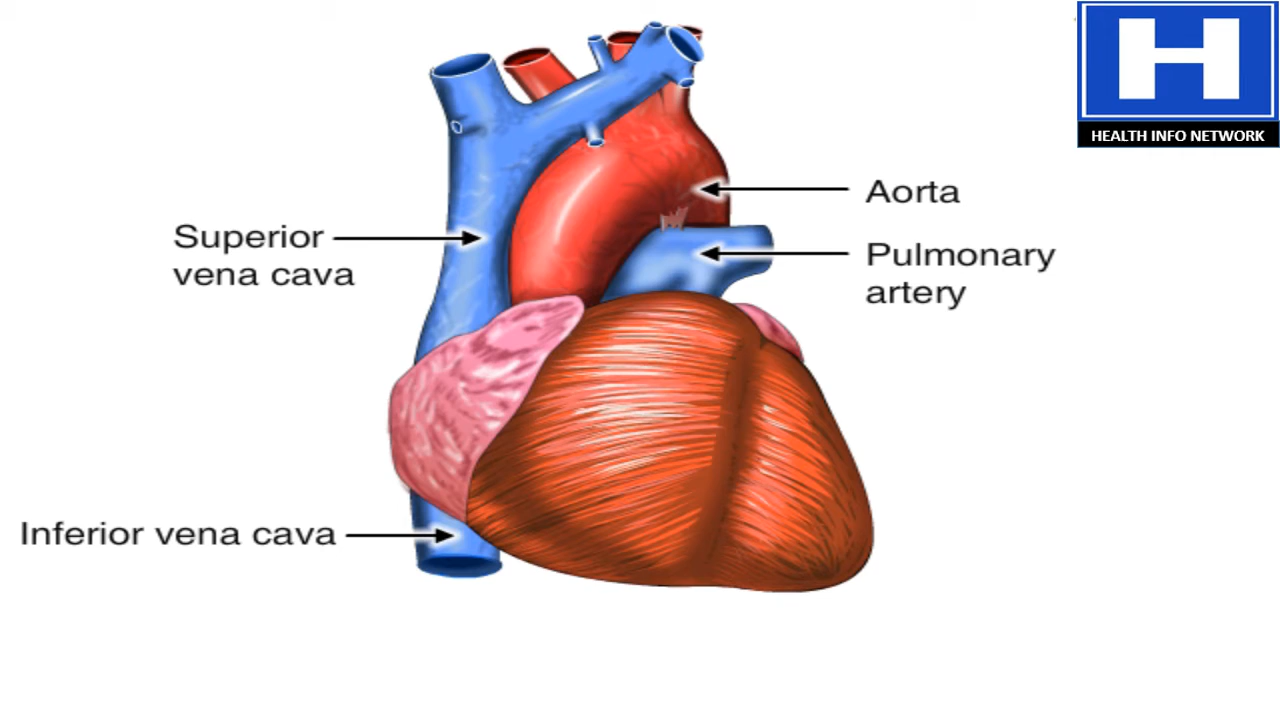 H
HEALTH INFO NETWORK
Aorta
Superior
vena cava
Pulmonary
artery
Inferior vena cava